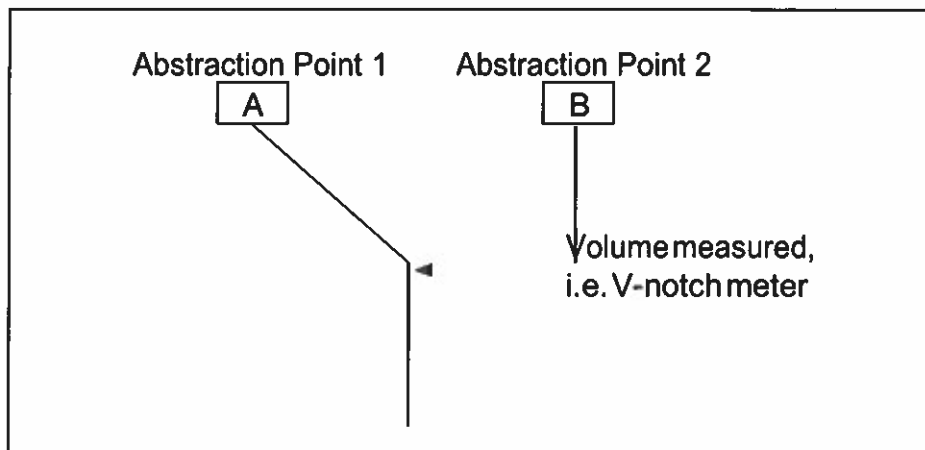 Abstraction Point 1
Abstraction Point 2
A
B
Volume measured,
i.e. V-notch meter